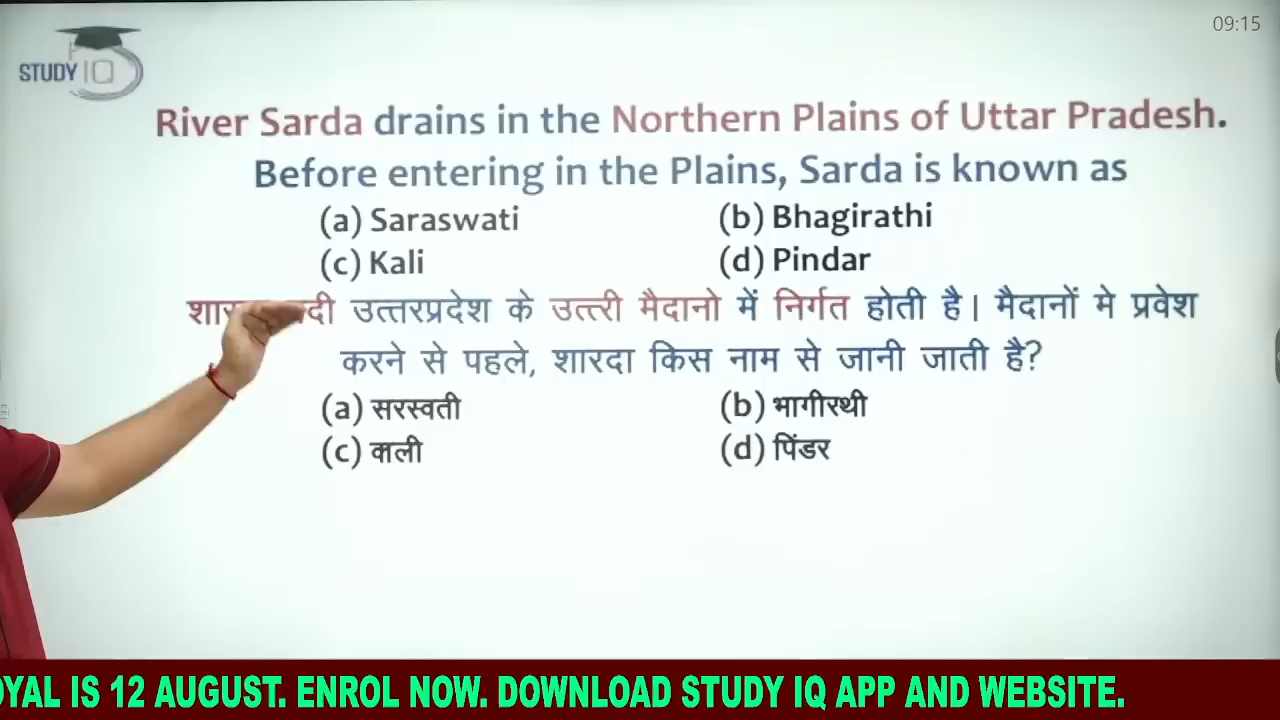 09:15
STUDY IQ
River Sarda drains in the Northern Plains of Uttar Pradesh.
Before entering in the Plains, Sarda is known as
(a) Saraswati (b) Bhagirathi
(c) Kali (d) Pindar
उत्तरप्रदेश के उत्त्री मैदानो में निर्गत होती है। मैदानों मे प्रवेश
करने से पहले, शारदा किस नाम से जानी जाती है?
(a) सरस्वती (b) भागीरथी
(c) काली (d) पिंडर
IS 12 AUGUST. ENROL NOW. DOWNLOAD STUDY IQ APP AND WEBSITE.